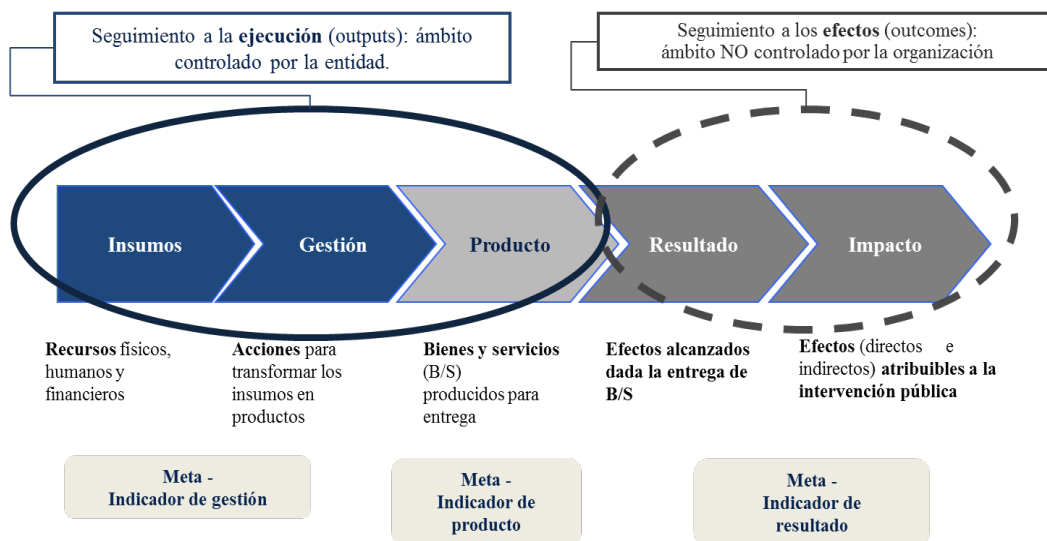 Seguimiento a la ejecución (outputs): ámbito
controlado por la entidad.
Seguimiento a los efectos (outcomes):
ámbito NO controlado por la organización
Insumos
Gestión
Producto
Resultado
Impacto
Recursos físicos,
humanos y
financieros
Acciones para
transformar los
insumos en
productos
Bienes y servicios
(B/S)
producidos para
entrega
Efectos alcanzados
dada la entrega de
B/S
Efectos (directos e
indirectos) atribuibles a la
intervención pública
Meta -
Indicador de gestión
Meta -
Indicador de
producto
Meta -
Indicador de
resultado